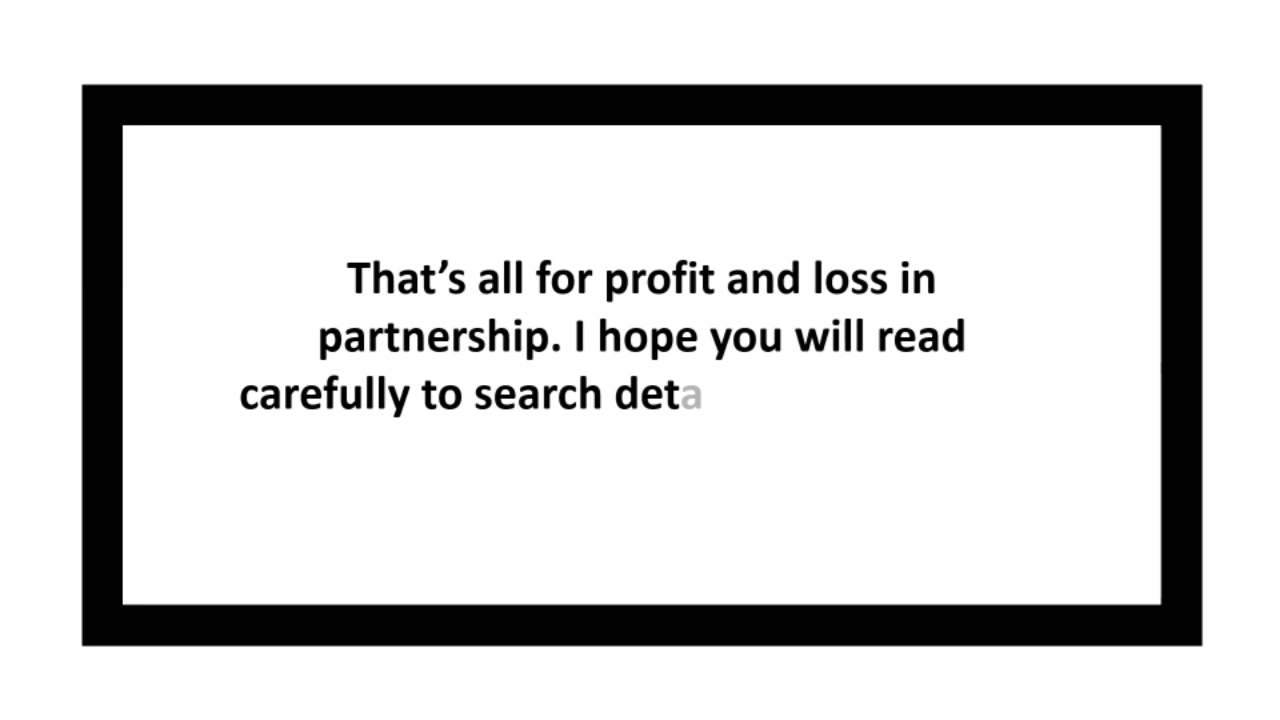 That’s all for profit and loss in
partnership. I hope you will read
carefully to search deta